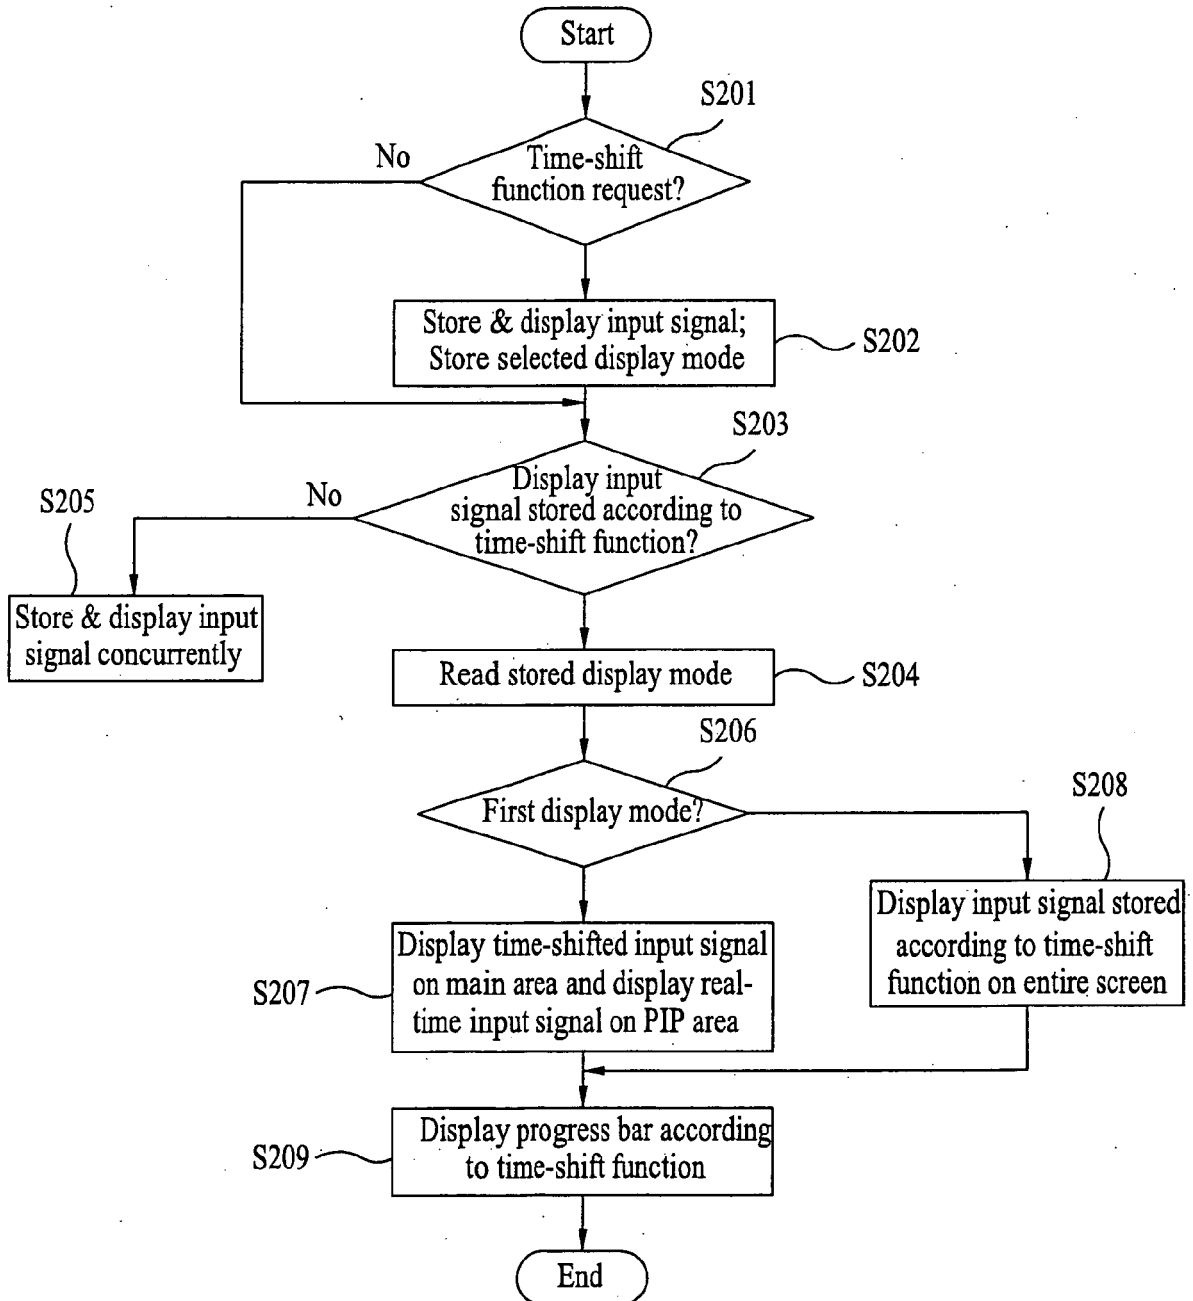 Start
S201
No
Time-shift
function request?
Store & display input signal;
Store selected display mode
S202
S203
Display input
signal stored according to
time-shift function?
No
S205
Store & display input
signal concurrently
Read stored display mode
S204
S206
First display mode?
S208
Display input signal stored
according to time-shift
function on entire screen
Display time-shifted input signal
on main area and display real-
time input signal on PIP area
S207
Display progress bar according
to time-shift function
S209
End